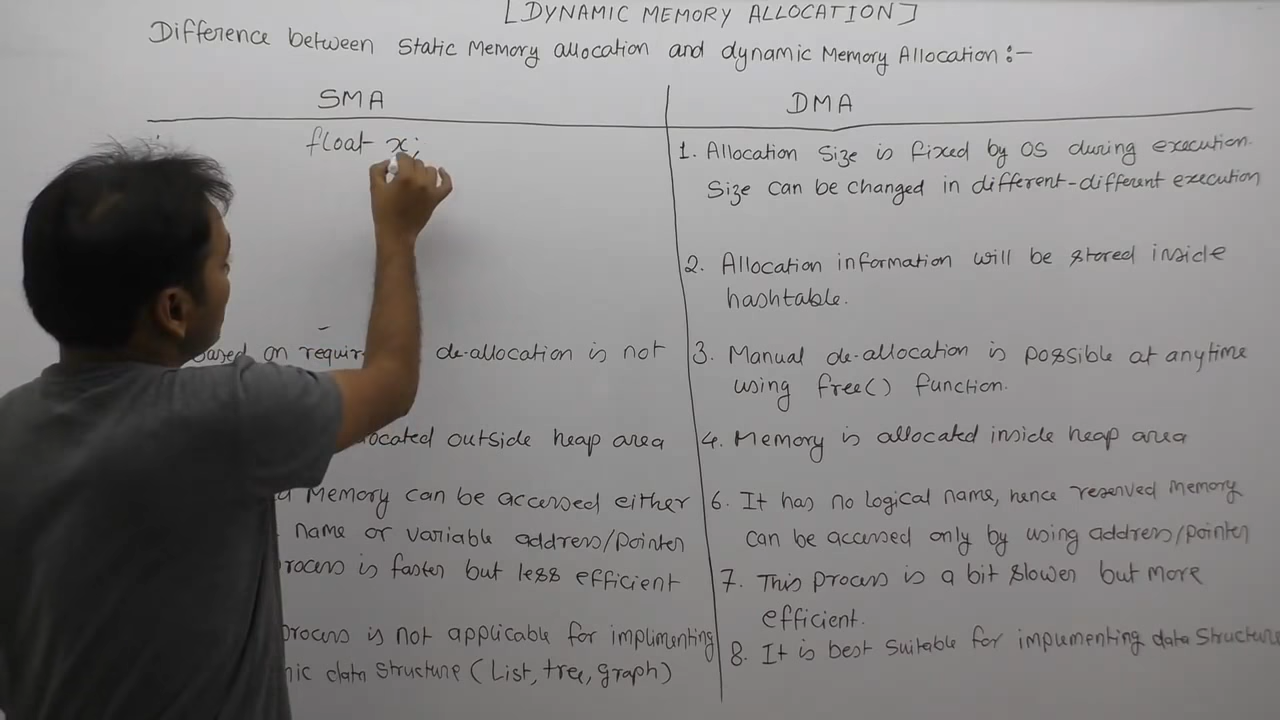 [DYNAMIC MEMORY ALLOCATION]
Difference between Static Memory allocation and dynamic Memory Allocation:-
SMA
float x;
based on requir de-allocation is not
ocated outside heap area
Memory can be accessed either
name or variable address/pointer
process is faster but less efficient
process is not applicable for implimenting
data structure (List, tree, graph)
DMA
1. Allocation Size is fixed by OS during execution.
Size can be changed in different-different execution
2. Allocation information will be stored inside
hashtable.
3. Manual de-allocation is possible at anytime
using free() function.
4. Memory is allocated inside heap area
6. It has no logical name, hence reserved Memory
can be accessed only by using address/pointer
7. This process is a bit slower but more
efficient.
8. It is best suitable for implementing data structure